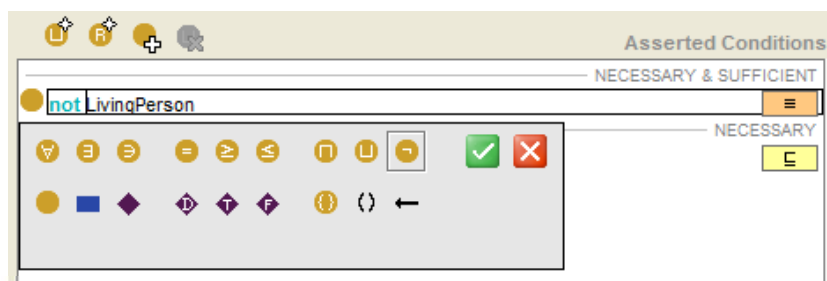 Asserted Conditions
NECESSARY & SUFFICIENT
not LivingPerson
≡
NECESSARY
⊑
∀ ∃ ∋ = ≥ ≤ ⊓ ⊔ ¬
D T F {} () ←